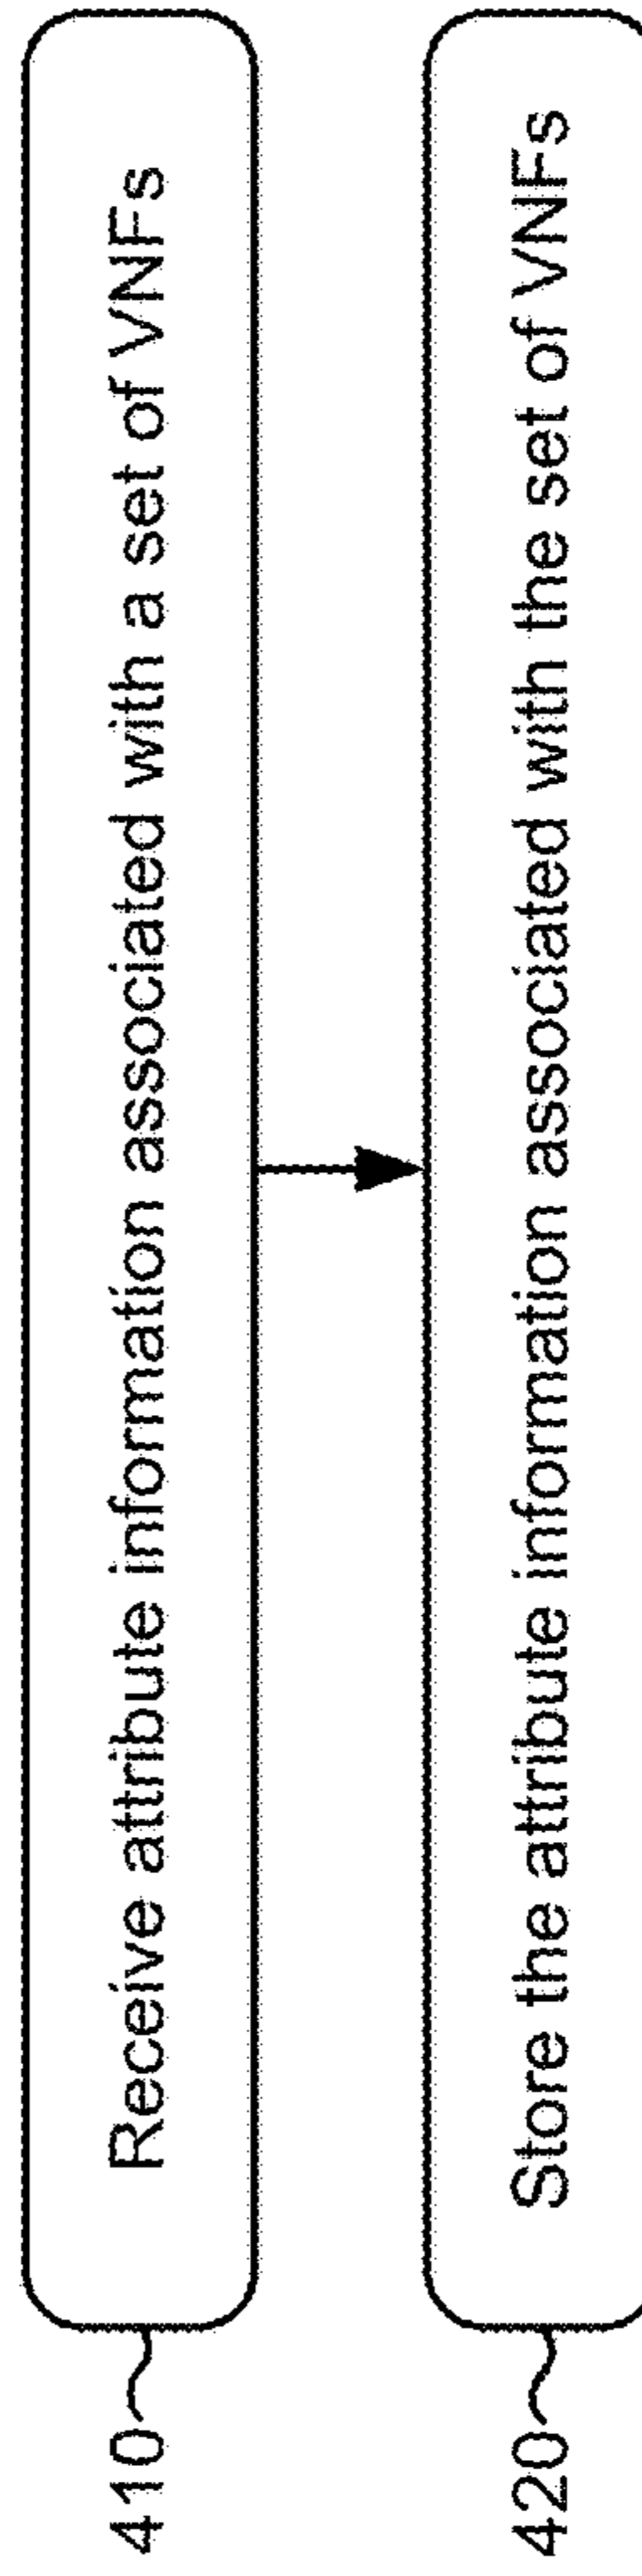 410
Receive attribute information associated with a set of VNFs
420
Store the attribute information associated with the set of VNFs